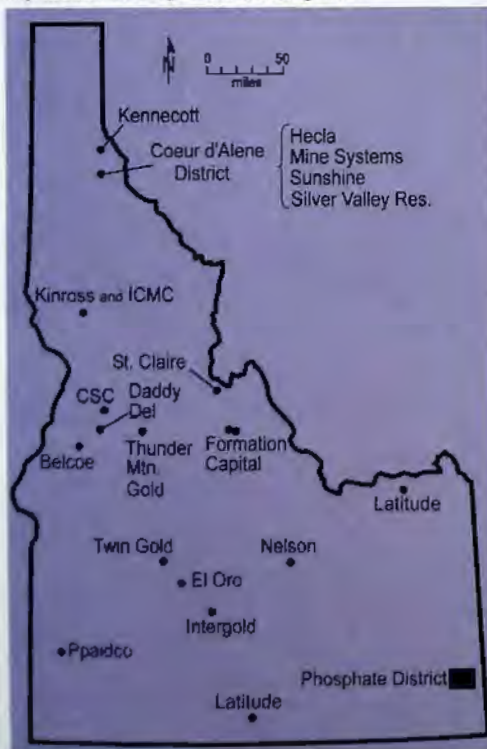 N
0 50
miles
Kennecott
Coeur d'Alene
District
Hecla
Mine Systems
Sunshine
Silver Valley Res.
Kinross and ICMC
St. Claire
CSC
Daddy
Del
Belcoe
Thunder
Mtn.
Gold
Formation
Capital
Latitude
Twin Gold
Nelson
El Oro
Intergold
Ppaidco
Phosphate District
Latitude